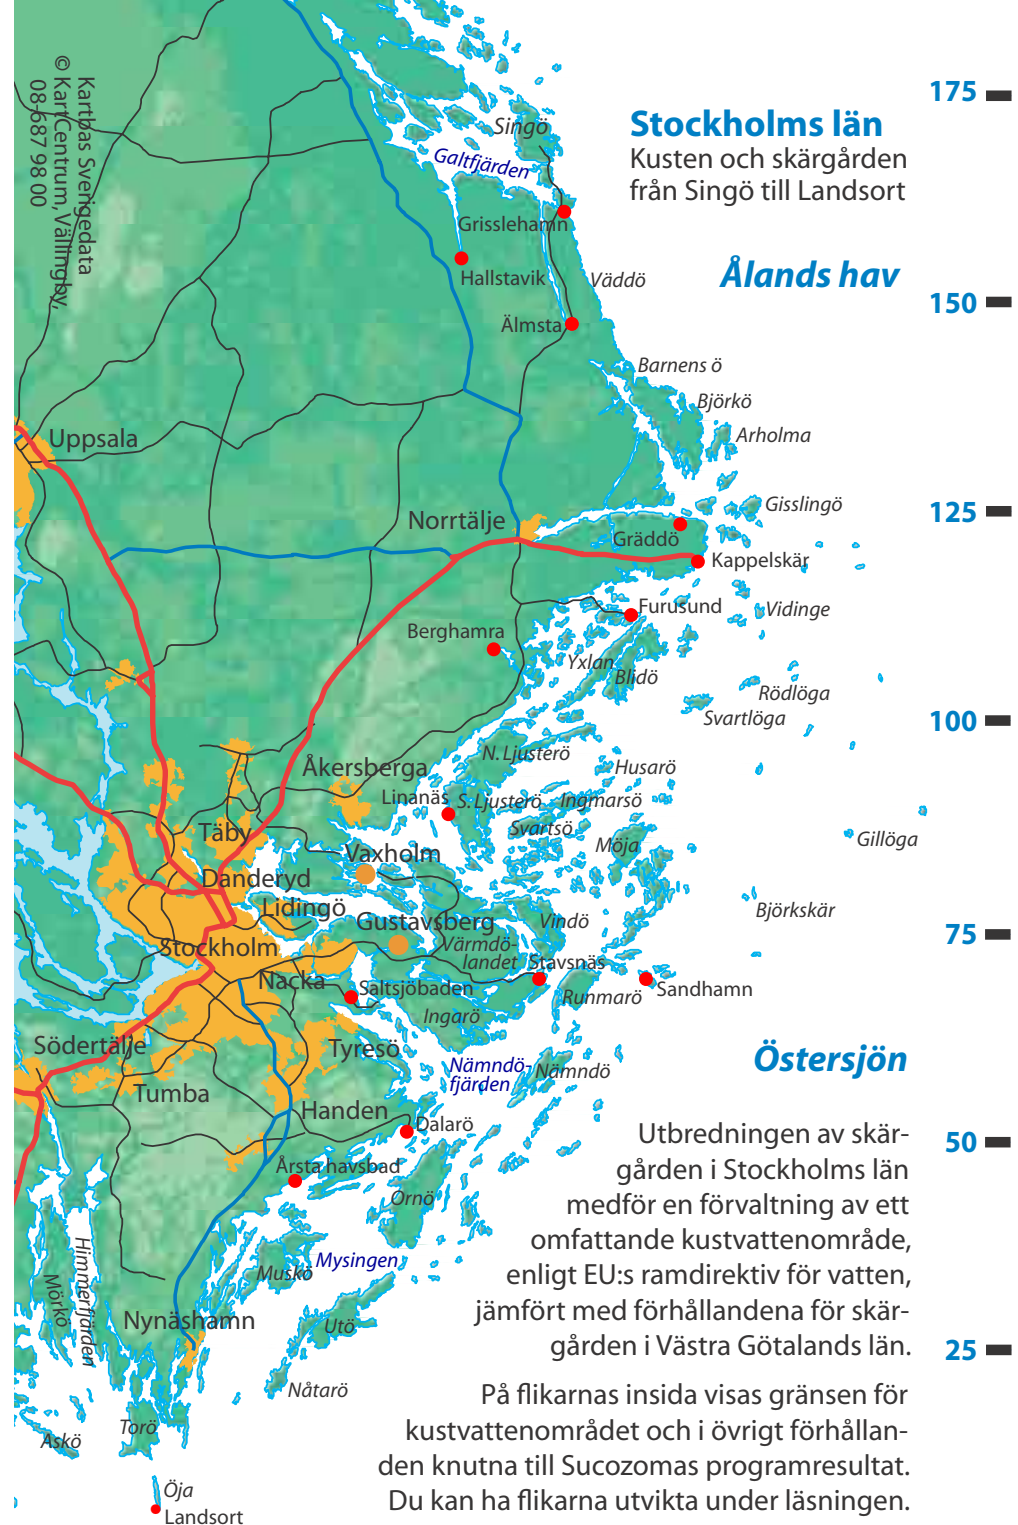 Kartbas Sverigedata
© KartCentrum, Vällingby,
08-687 98 00
175
Stockholms län
Kusten och skärgården
från Singö till Landsort
Singö
Galtfjärden
Grisslehamn
Hallstavik
Väddö
Ålands hav
150
Älmsta
Barnens ö
Björkö
Arholma
Uppsala
Gisslingö
125
Norrtälje
Gräddö
Kappelskär
Furusund
Vidinge
Berghamra
Yxlan
Blidö
Rödlöga
Svartlöga
100
N. Ljusterö
Husarö
Åkersberga
Linanäs
S. Ljusterö
Ingmarsö
Svartsö
Möja
Gillöga
Täby
Vaxholm
Danderyd
Lidingö
Gustavsberg
Björkskär
Vindö
75
Stockholm
Värmdö-
landet
Stavsnäs
Nacka
Saltsjöbaden
Runmarö
Sandhamn
Ingarö
Södertälje
Tyresö
Nämndö-
fjärden
Nämndö
Östersjön
Tumba
Handen
Dalarö
50
Årsta havsbad
Ornö
Utbredningen av skär-
gården i Stockholms län
medför en förvaltning av ett
omfattande kustvattenområde,
enligt EU:s ramdirektiv för vatten,
jämfört med förhållandena för skär-
gården i Västra Götalands län.
Himmerfjärden
Mörkö
Mysingen
Muskö
Nynäshamn
Utö
25
Nåtarö
På flikarnas insida visas gränsen för
kustvattenområdet och i övrigt förhållan-
den knutna till Sucozomas programresultat.
Du kan ha flikarna utvikta under läsningen.
Torö
Askö
Öja
Landsort